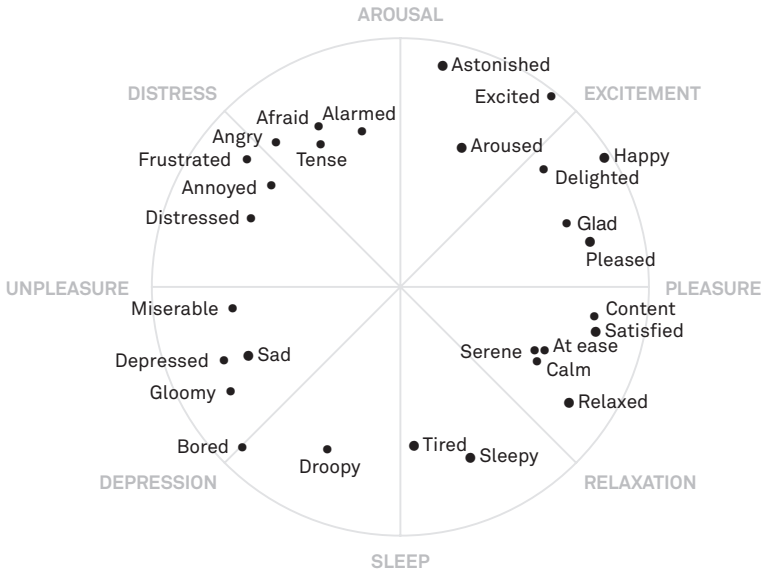 AROUSAL
Astonished
DISTRESS
Excited
EXCITEMENT
Afraid
Alarmed
Angry
Aroused
Happy
Frustrated
Tense
Delighted
Annoyed
Distressed
Glad
Pleased
UNPLEASURE
PLEASURE
Miserable
Content
Satisfied
Serene
At ease
Depressed
Sad
Calm
Gloomy
Relaxed
Bored
Tired
Sleepy
Droopy
DEPRESSION
RELAXATION
SLEEP